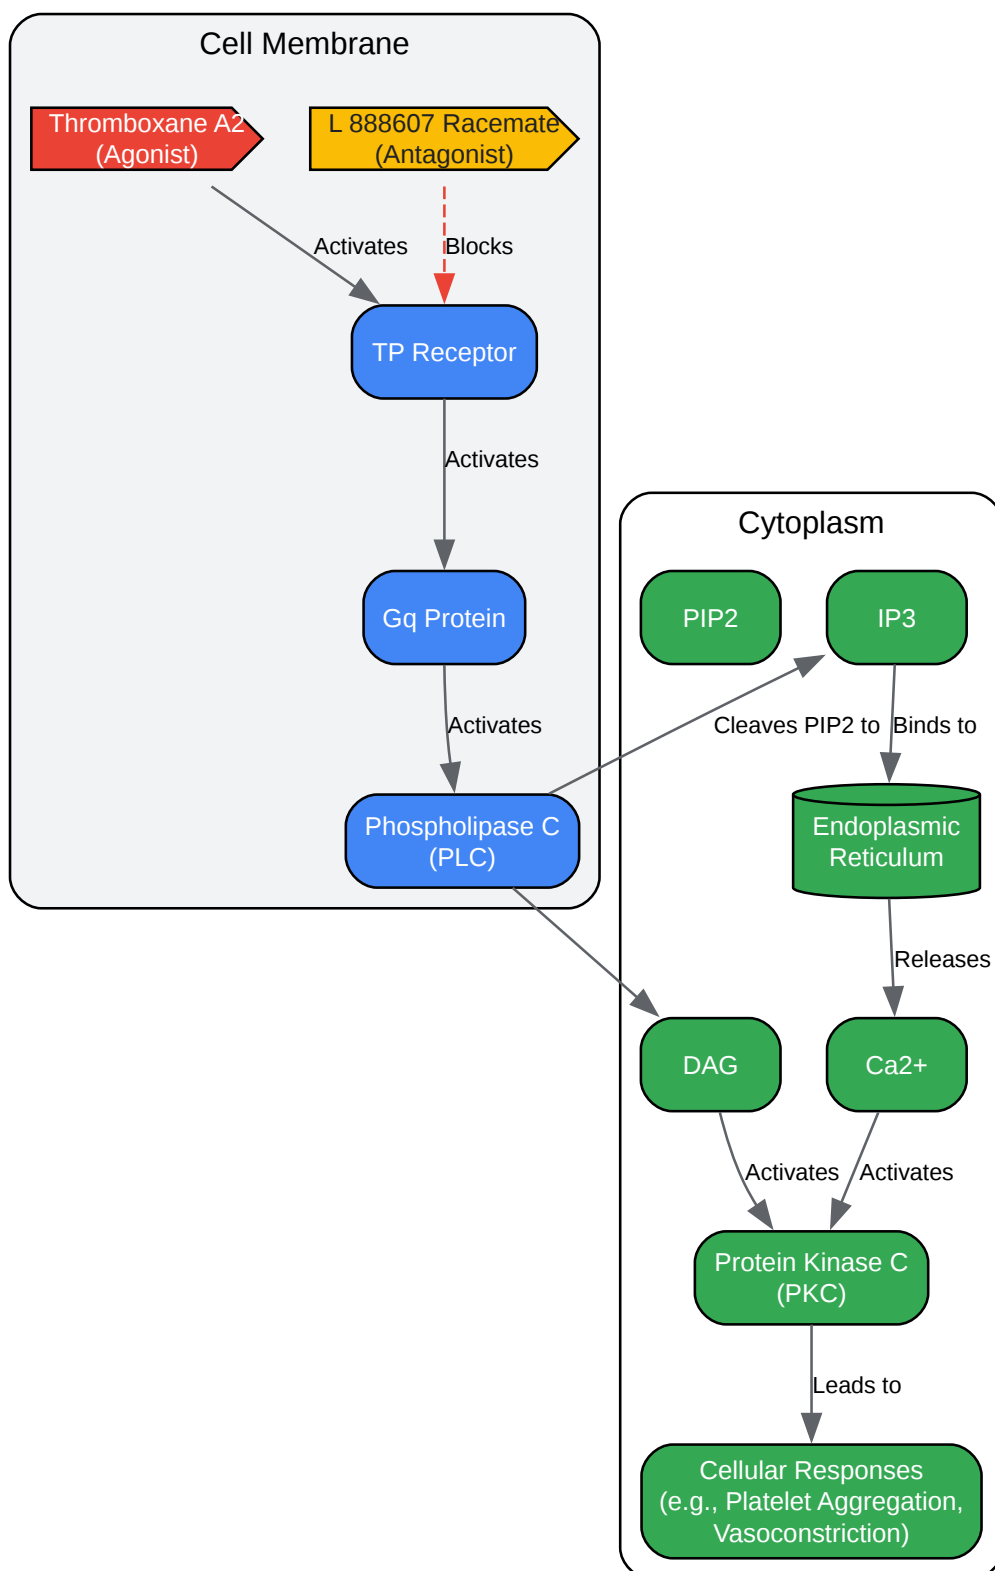 Cell Membrane
Thromboxane A2
(Agonist)
L 888607 Racemate
(Antagonist)
Activates
Blocks
TP Receptor
Activates
Cytoplasm
Gq Protein
PIP2
IP3
Activates
Cleaves PIP2 to
Binds to
Phospholipase C
(PLC)
Endoplasmic
Reticulum
Releases
DAG
Ca2+
Activates
Activates
Protein Kinase C
(PKC)
Leads to
Cellular Responses
(e.g., Platelet Aggregation,
Vasoconstriction)